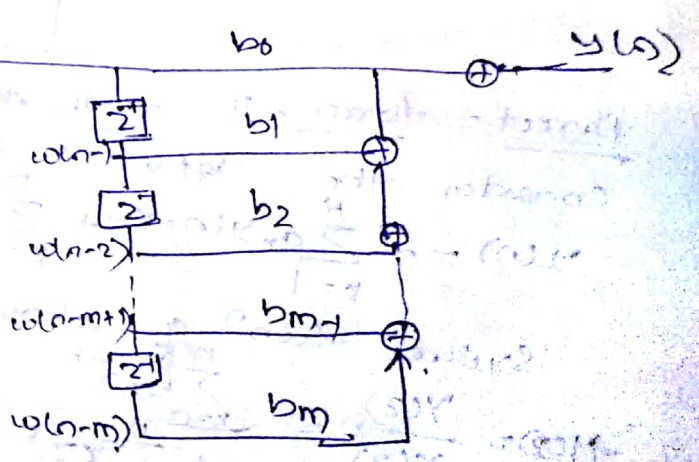 b0
y(n)
z-1
b1
w(n-1)
z-1
b2
w(n-2)
w(n-m+1)
bm-1
z-1
w(n-m)
bm